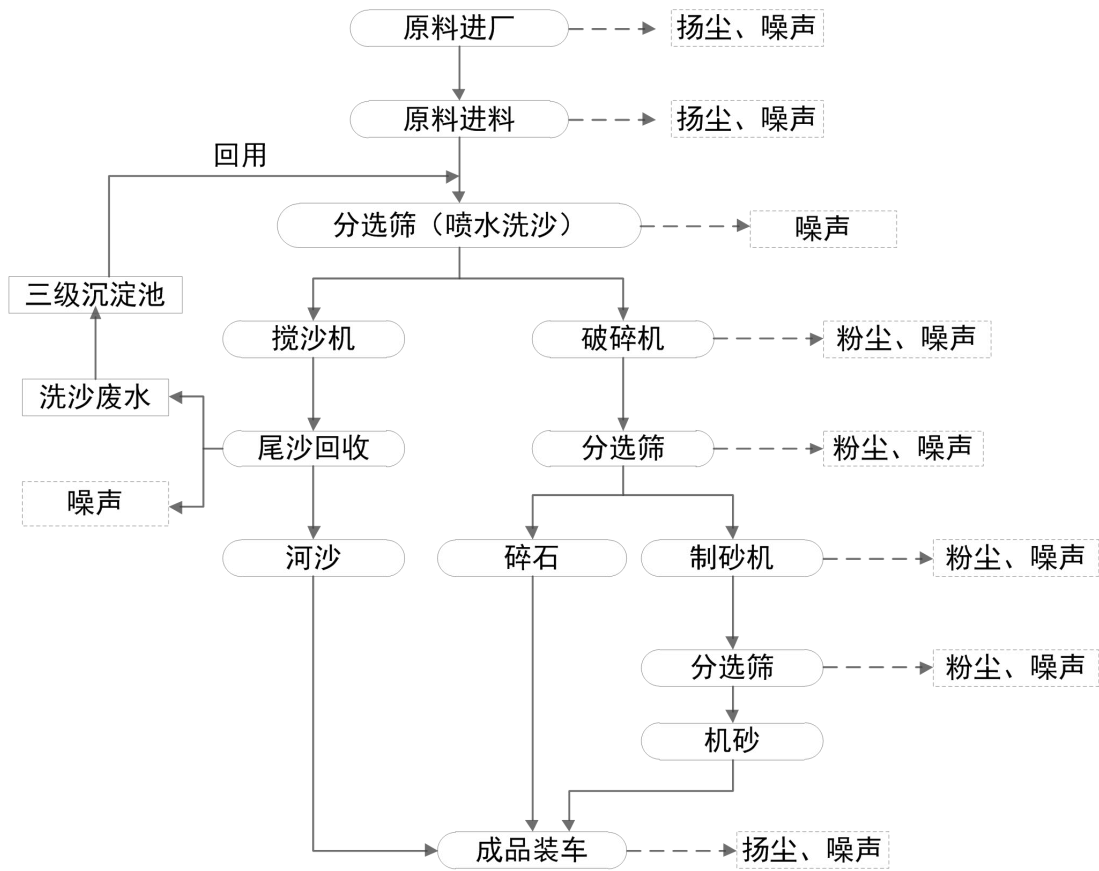 原料进厂
扬尘、噪声
原料进料
扬尘、噪声
回用
分选筛（喷水洗沙）
噪声
三级沉淀池
搅沙机
破碎机
粉尘、噪声
洗沙废水
尾沙回收
分选筛
粉尘、噪声
噪声
河沙
碎石
制砂机
粉尘、噪声
分选筛
粉尘、噪声
机砂
成品装车
扬尘、噪声